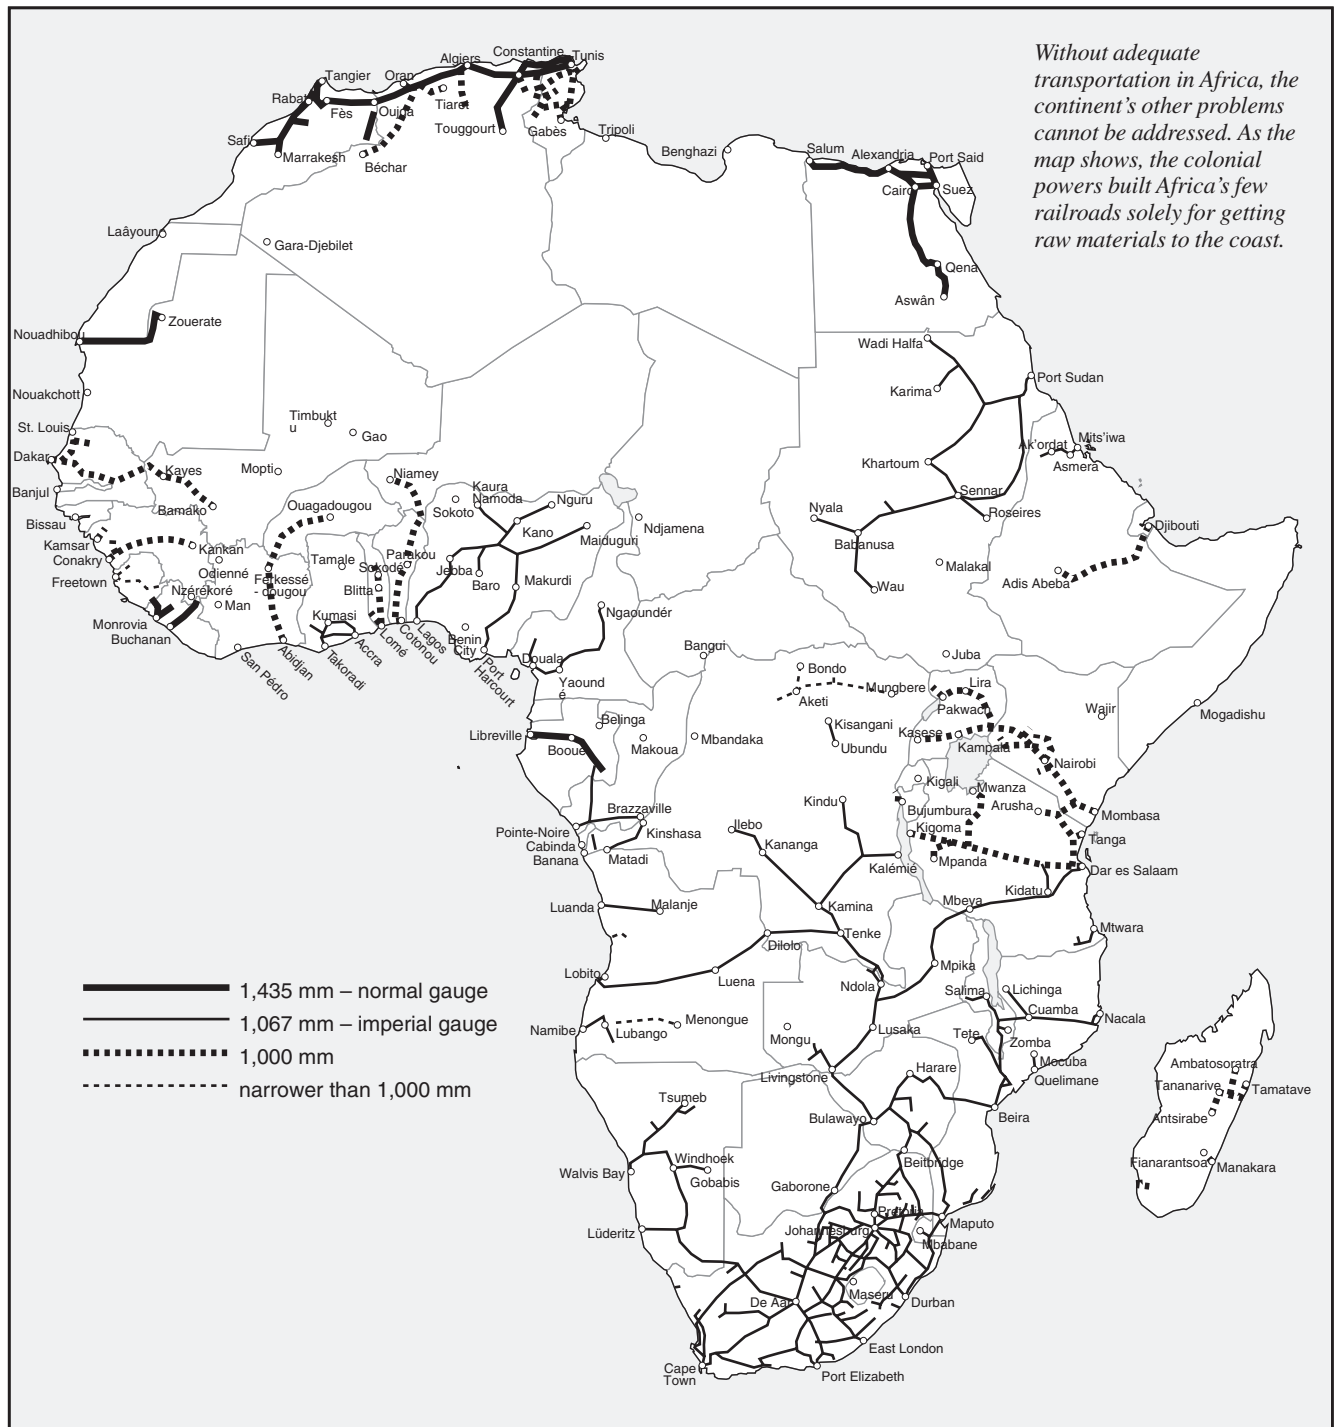 Without adequate
transportation in Africa, the
continent's other problems
cannot be addressed. As the
map shows, the colonial
powers built Africa's few
railroads solely for getting
raw materials to the coast.
Constantine
Tunis
Algiers
Oran
Tangier
Rabat
Fès
Oujda
Tiaret
Touggourt
Gabès
Tripoli
Safi
Marrakesh
Béchar
Benghazi
Salum
Alexandria
Port Said
Cairo
Suez
Laâyoun
Gara-Djebilet
Qena
Aswân
Zouerate
Nouadhibou
Wadi Halfa
Nouakchott
Karima
Port Sudan
Timbukt
u
Gao
St. Louis
Dakar
Kayes
Mopti
Niamey
Khartoum
Ak'ordat
Mits'iwa
Asmera
Banjul
Bamako
Ouagadougou
Kaura
Namoda
Sokoto
Nguru
Sennar
Bissau
Kano
Maiduguri
Ndjamena
Nyala
Roseires
Djibouti
Kamsar
Conakry
Kankan
Odienné
Ferkessé
- dougou
Tamale
Sokodé
Parakou
Jebba
Baro
Makurdi
Babanusa
Malakal
Adis Abeba
Freetown
Nzérékoré
Man
Blitta
Wau
Monrovia
Buchanan
Kumasi
Ngaoundér
San Pédro
Abidjan
Takoradi
Accra
Lomé
Cotonou
Lagos
Benin
City
Port
Harcourt
Douala
Yaound
é
Bangui
Juba
Bondo
Aketi
Mungbere
Lira
Pakwach
Wajir
Mogadishu
Libreville
Belinga
Booue
Makoua
Mbandaka
Kisangani
Ubundu
Kasese
Kampala
Nairobi
Kigali
Mwanza
Arusha
Mombasa
Brazzaville
Kinshasa
Ilebo
Kindu
Bujumbura
Kigoma
Tanga
Pointe-Noire
Cabinda
Banana
Matadi
Kananga
Kalémié
Mpanda
Dar es Salaam
Kidatu
Luanda
Malanje
Kamina
Mbeya
Mtwara
Dilolo
Tenke
Lobito
Luena
Ndola
Mpika
Salima
Lichinga
Cuamba
Nacala
1,435 mm – normal gauge
1,067 mm – imperial gauge
1,000 mm
narrower than 1,000 mm
Namibe
Lubango
Menongue
Mongu
Lusaka
Tete
Zomba
Mocuba
Quelimane
Livingstone
Harare
Ambatosoratra
Tananarive
Tamatave
Antsirabe
Tsumeb
Bulawayo
Beira
Walvis Bay
Windhoek
Gobabis
Beitbridge
Fianarantsoa
Manakara
Gaborone
Pretoria
Lüderitz
Johannesburg
Maputo
Mbabane
De Aar
Maseru
Durban
East London
Cape
Town
Port Elizabeth